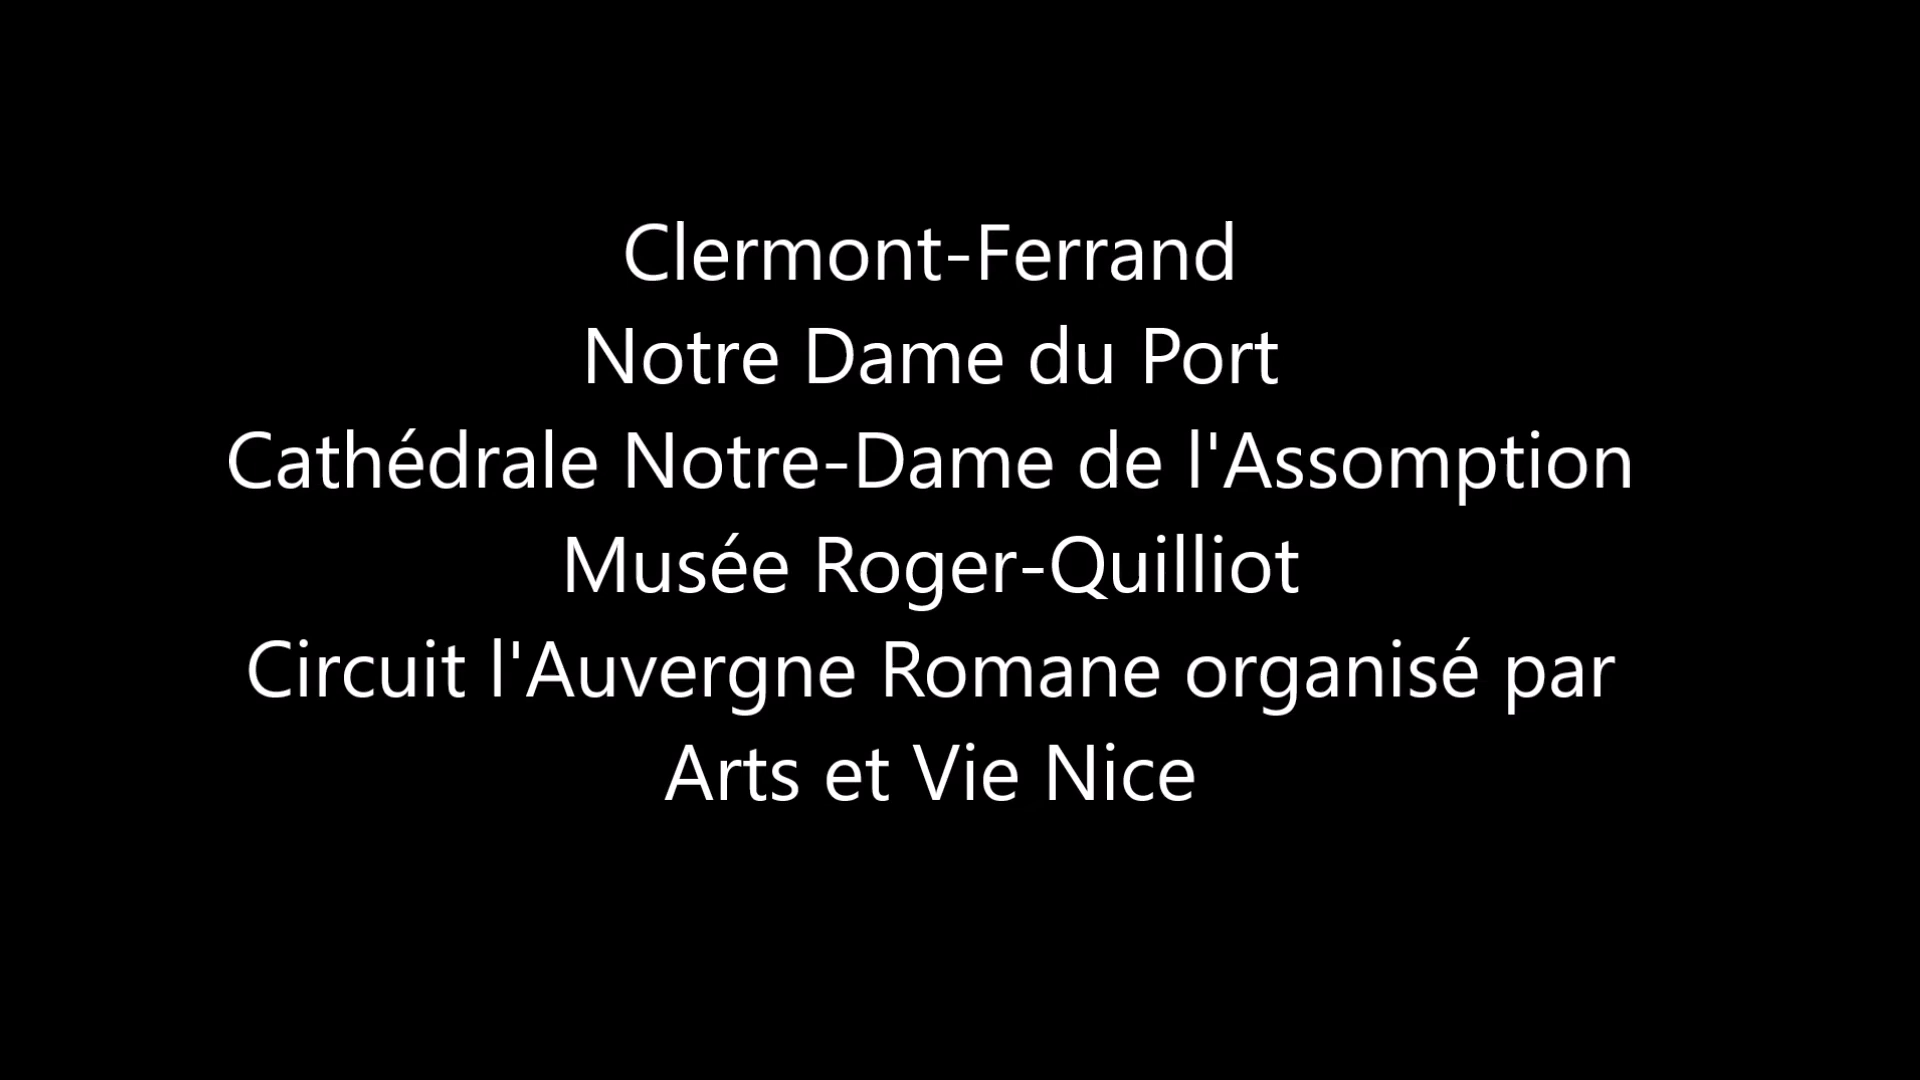 Clermont-Ferrand
Notre Dame du Port
Cathédrale Notre-Dame de l'Assomption
Musée Roger-Quilliot
Circuit l'Auvergne Romane organisé par
Arts et Vie Nice